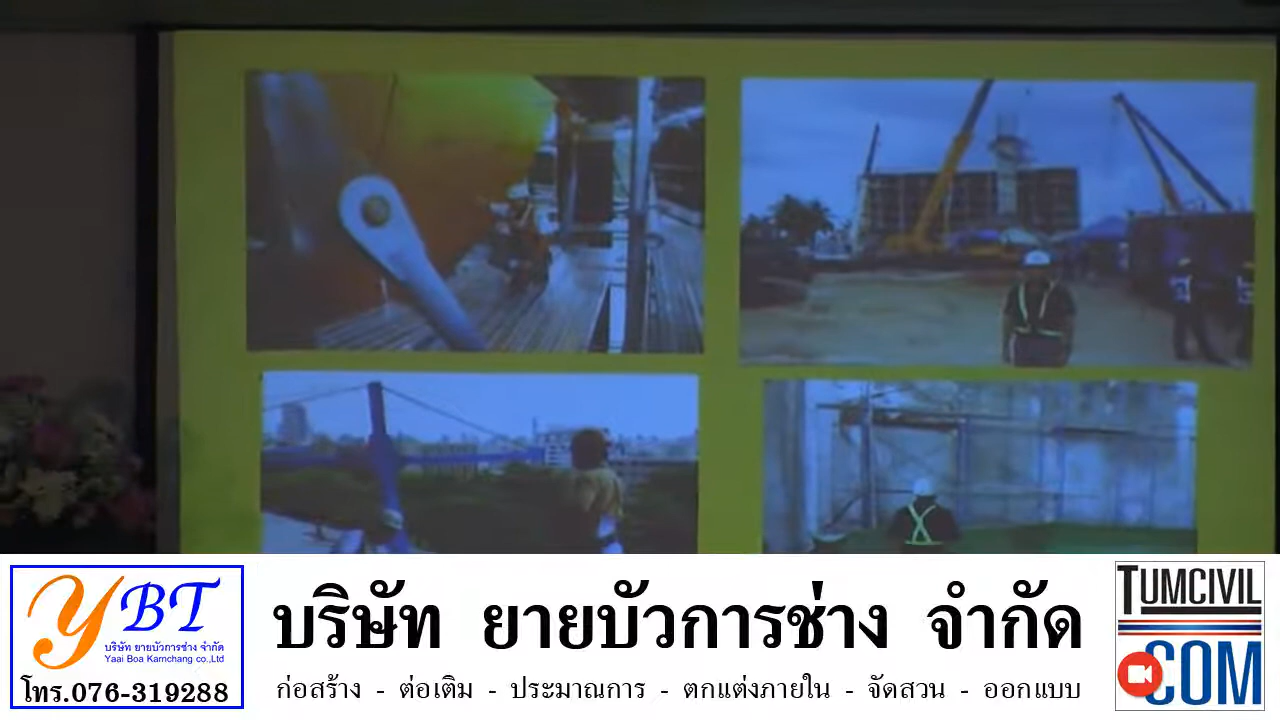 YBT
บริษัท ยายบัวการช่าง จำกัด
Yaai Boa Karnchang co.,Ltd
โทร.076-319288
บริษัท ยายบัวการช่าง จำกัด
ก่อสร้าง - ต่อเติม - ประมาณการ - ตกแต่งภายใน - จัดสวน - ออกแบบ
TUMCIVIL
COM